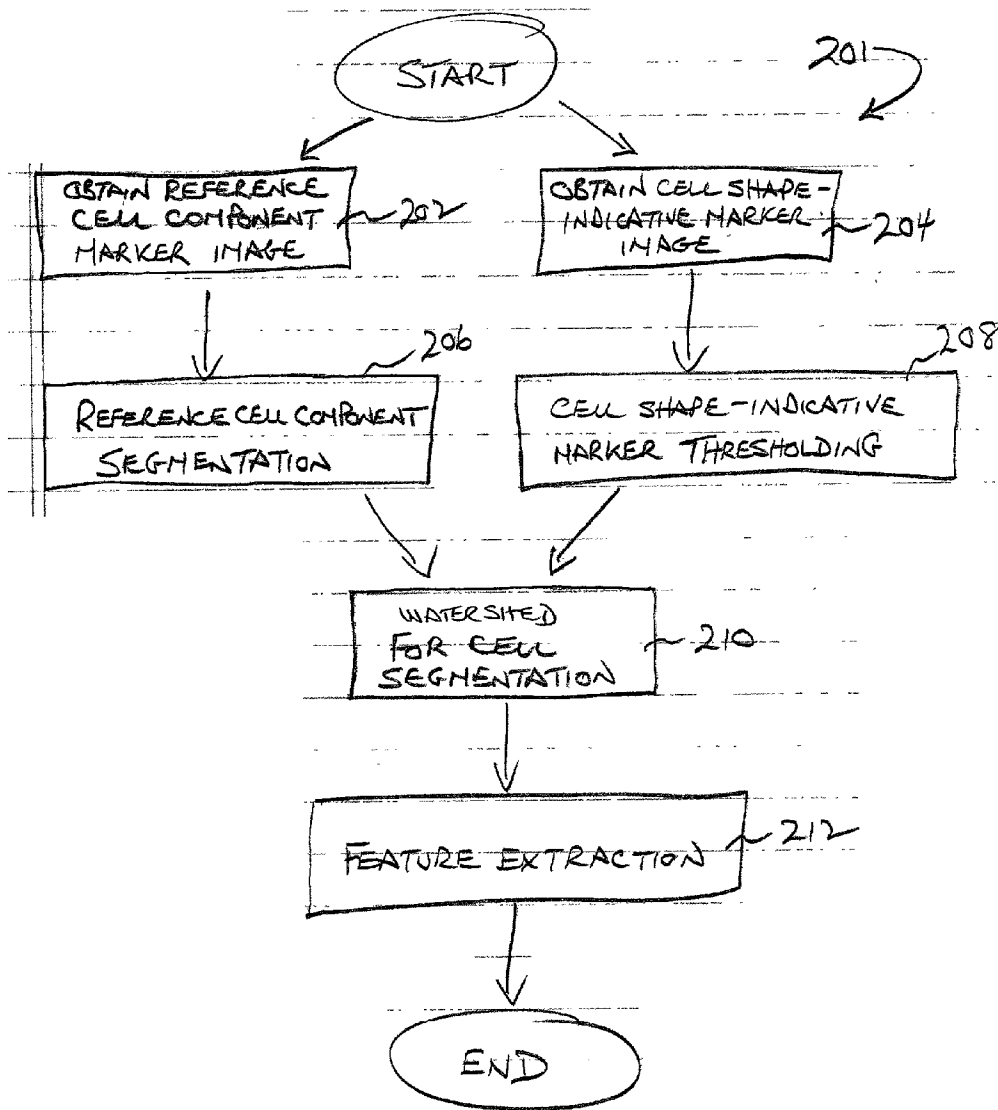 START
201
OBTAIN REFERENCE
CELL COMPONENT
MARKER IMAGE
202
OBTAIN CELL SHAPE-
INDICATIVE MARKER
IMAGE
204
206
REFERENCE CELL COMPONENT
SEGMENTATION
208
CELL SHAPE-INDICATIVE
MARKER THRESHOLDING
WATERSHED
FOR CELL
SEGMENTATION
210
FEATURE EXTRACTION
212
END